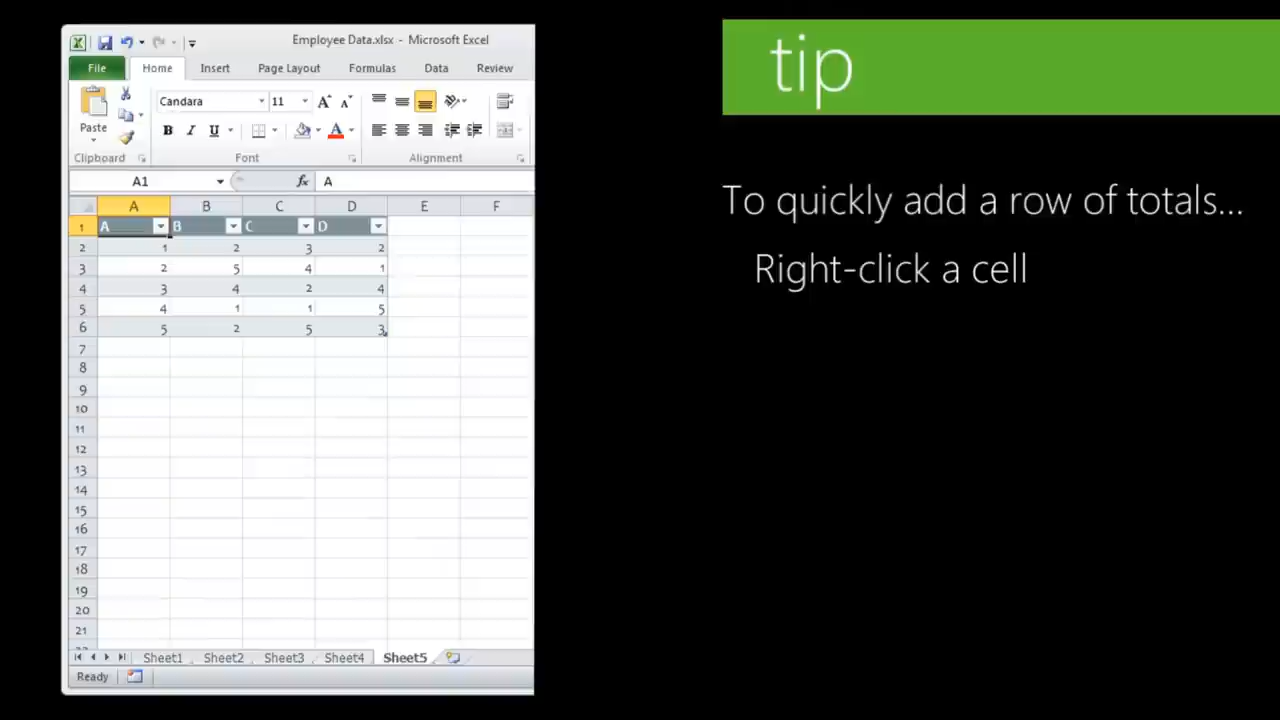 Employee Data.xlsx - Microsoft Excel
File Home Insert Page Layout Formulas Data Review
Candara 11 A A
Paste B I U A
Clipboard Font Alignment
A1 fx A
A B C D E F
1 A B C D
2 1 2 3 2
3 2 5 4 1
4 3 4 2 4
5 4 1 1 5
6 5 2 5 3
7
8
9
10
11
12
13
14
15
16
17
18
19
20
21
Sheet1 Sheet2 Sheet3 Sheet4 Sheet5
Ready
tip
To quickly add a row of totals...
Right-click a cell